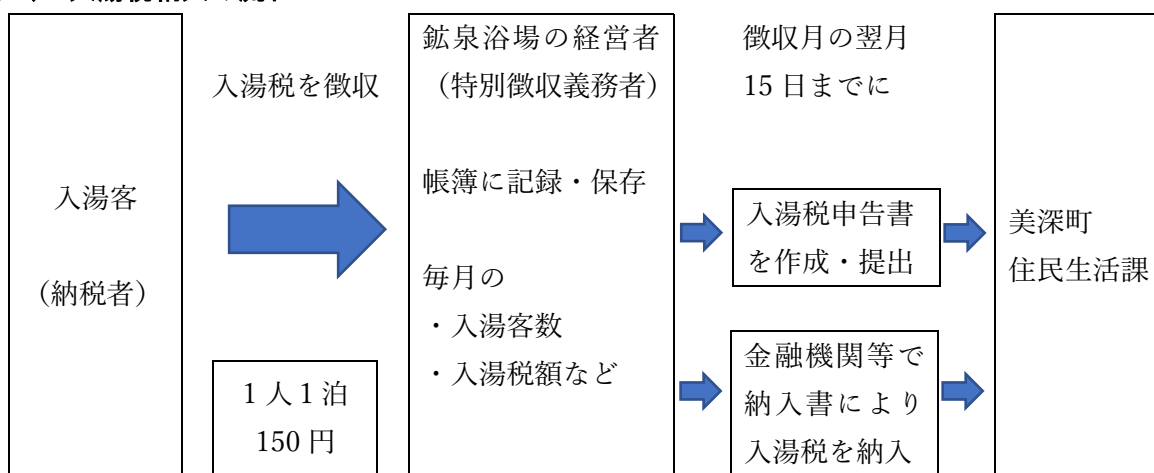 入湯客
(納税者)
入湯税を徴収
1人1泊
150円
鉱泉浴場の経営者
(特別徴収義務者)
帳簿に記録・保存
毎月の
・入湯客数
・入湯税額など
徴収月の翌月
15日までに
入湯税申告書
を作成・提出
金融機関等で
納入書により
入湯税を納入
美深町
住民生活課